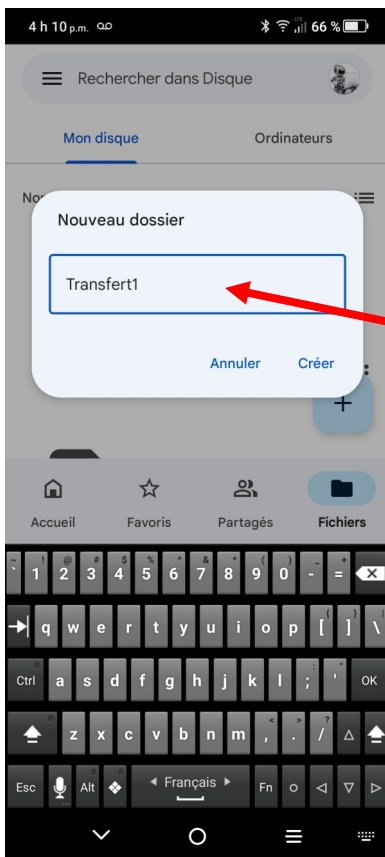 4 h 10 p.m. 66 %
Rechercher dans Disque
Mon disque Ordinateurs
Nouveau dossier
Transfert1
Annuler Créer
+
Accueil Favoris Partagés Fichiers
~ ! @ # $ % ^ & * ( ) _ +
` 1 2 3 4 5 6 7 8 9 0 - =
{ } |
q w e r t y u i o p [ ] \
: "
Ctrl a s d f g h j k l ; ' OK
< > ?
z x c v b n m , . /
Esc Alt Français Fn